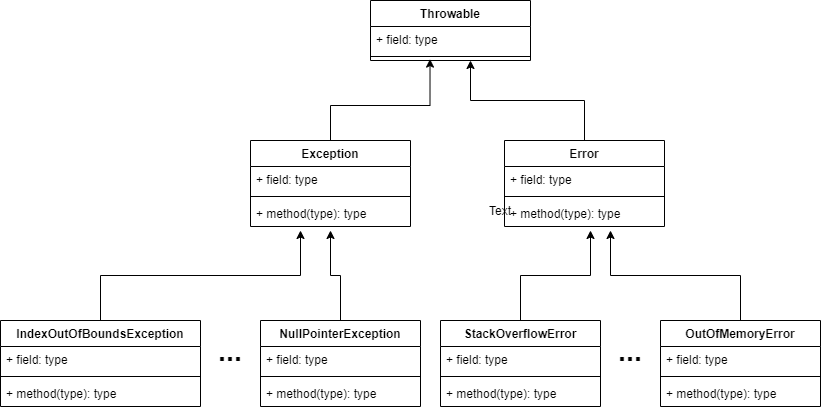 Throwable
+ field: type
Exception
+ field: type
+ method(type): type
Error
+ field: type
Text
+ method(type): type
IndexOutOfBoundsException
+ field: type
+ method(type): type
...
NullPointerException
+ field: type
+ method(type): type
StackOverflowError
+ field: type
+ method(type): type
...
OutOfMemoryError
+ field: type
+ method(type): type